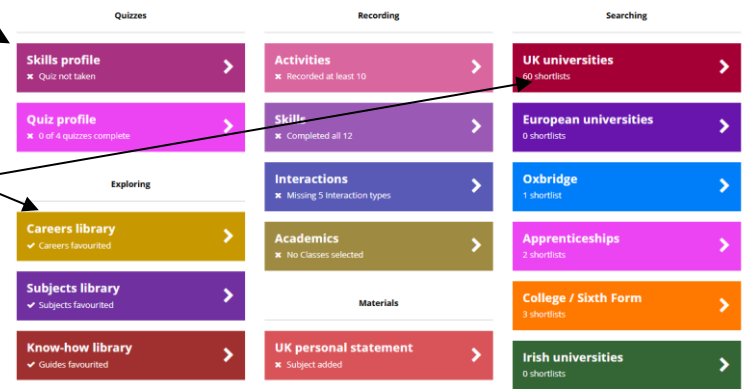 Quizzes
Skills profile
Quiz not taken
Quiz profile
0 of 4 quizzes complete
Exploring
Careers library
Careers favourited
Subjects library
Subjects favourited
Know-how library
Guides favourited
Recording
Activities
Recorded at least 10
Skills
Completed all 12
Interactions
Missing 5 Interaction types
Academics
No Classes selected
Materials
UK personal statement
Subject added
Searching
UK universities
60 shortlists
European universities
0 shortlists
Oxbridge
1 shortlist
Apprenticeships
2 shortlists
College / Sixth Form
3 shortlists
Irish universities
0 shortlists